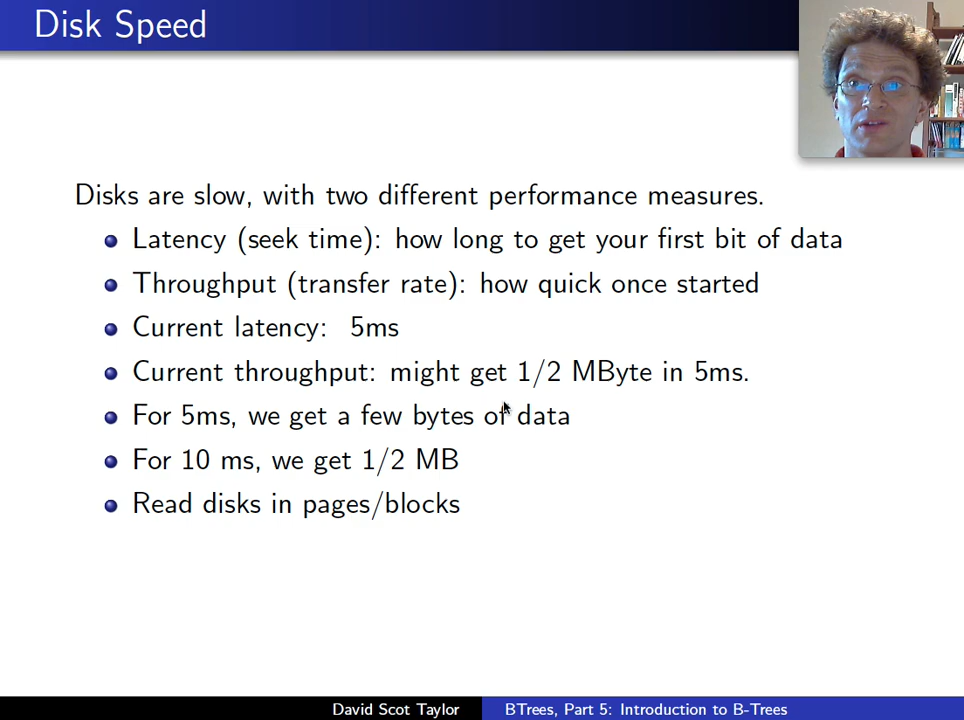 Disk Speed
Disks are slow, with two different performance measures.
Latency (seek time): how long to get your first bit of data
Throughput (transfer rate): how quick once started
Current latency: 5ms
Current throughput: might get 1/2 MByte in 5ms.
For 5ms, we get a few bytes of data
For 10 ms, we get 1/2 MB
Read disks in pages/blocks
David Scot Taylor
BTrees, Part 5: Introduction to B-Trees